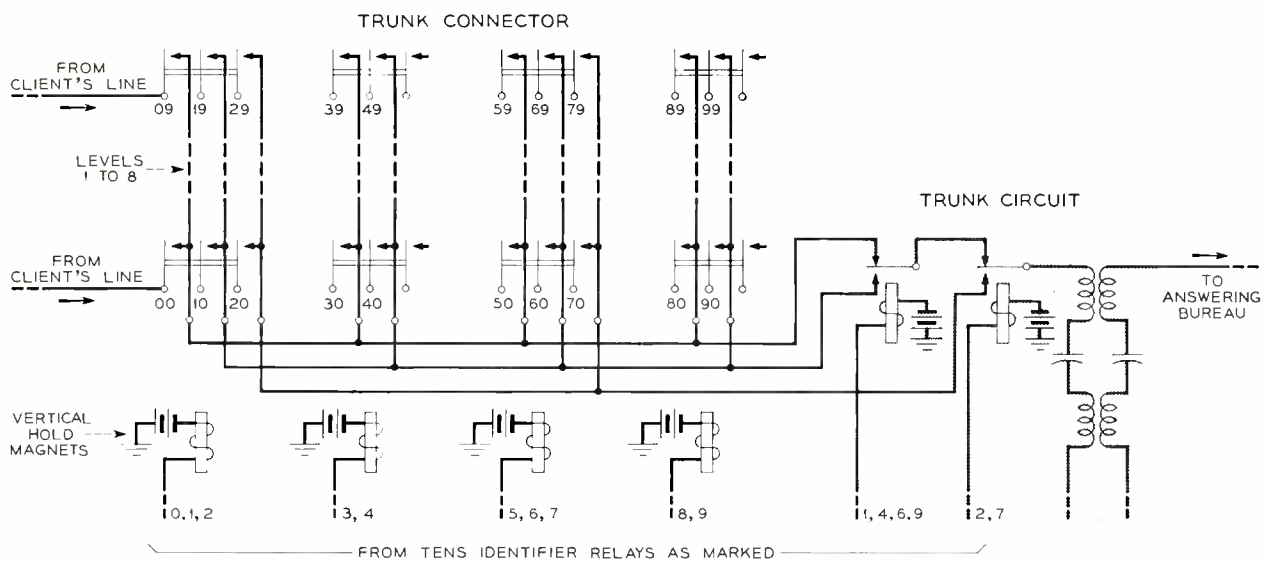 TRUNK CONNECTOR
FROM
CLIENT'S LINE
09 19 29
39 49
59 69 79
89 99
LEVELS
1 TO 8
TRUNK CIRCUIT
FROM
CLIENT'S LINE
00 10 20
30 40
50 60 70
80 90
TO
ANSWERING
BUREAU
VERTICAL
HOLD
MAGNETS
0, 1, 2
3, 4
5, 6, 7
8, 9
1, 4, 6, 9
2, 7
FROM TENS IDENTIFIER RELAYS AS MARKED